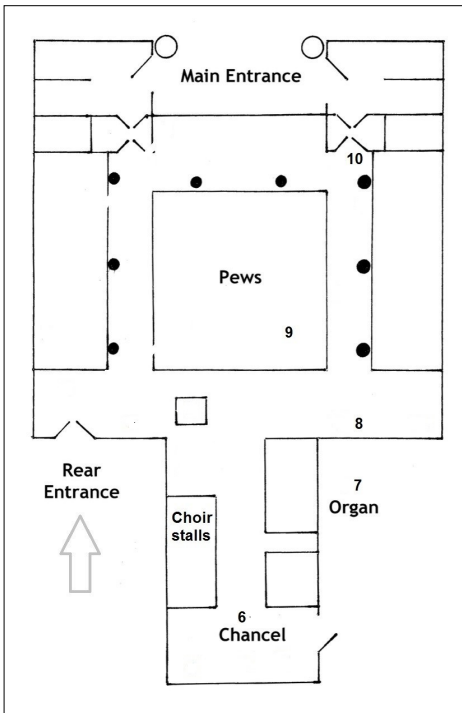 Main Entrance
10
Pews
9
8
Rear
Entrance
7
Organ
Choir
stalls
6
Chancel